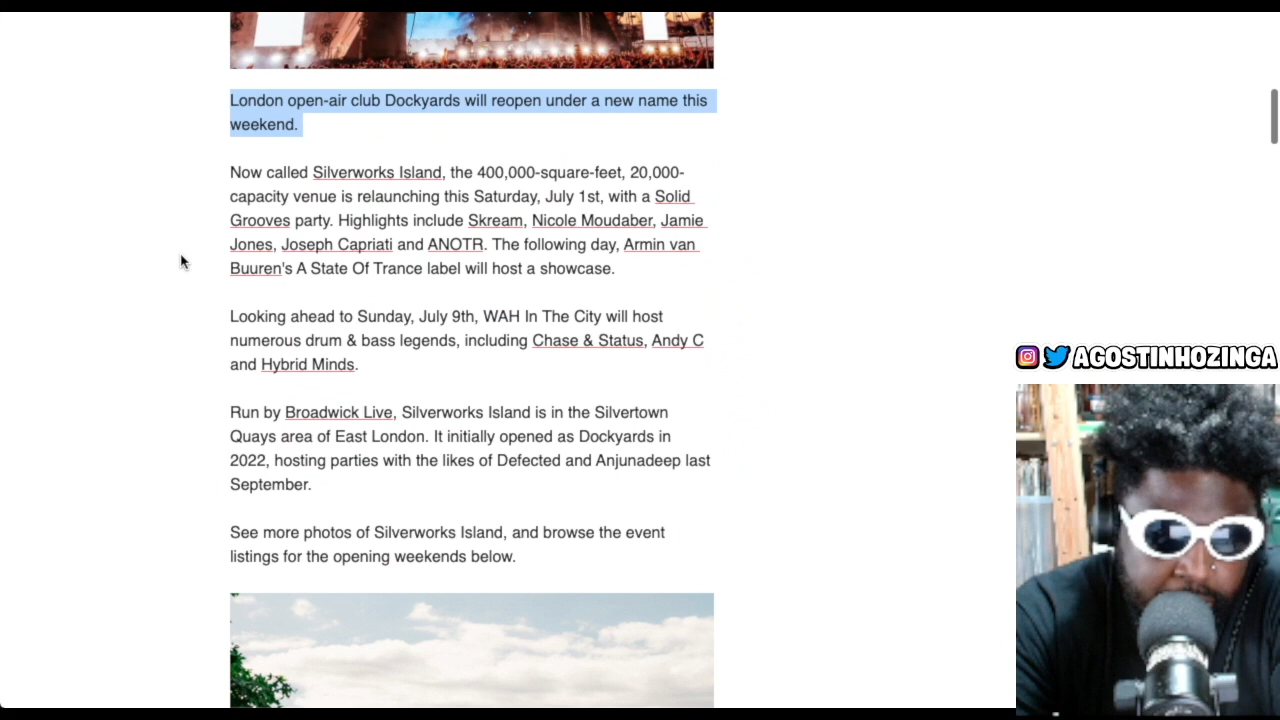 London open-air club Dockyards will reopen under a new name this
weekend.
Now called Silverworks Island, the 400,000-square-feet, 20,000-
capacity venue is relaunching this Saturday, July 1st, with a Solid
Grooves party. Highlights include Skream, Nicole Moudaber, Jamie
Jones, Joseph Capriati and ANOTR. The following day, Armin van
Buuren's A State Of Trance label will host a showcase.
Looking ahead to Sunday, July 9th, WAH In The City will host
numerous drum & bass legends, including Chase & Status, Andy C
and Hybrid Minds.
Run by Broadwick Live, Silverworks Island is in the Silvertown
Quays area of East London. It initially opened as Dockyards in
2022, hosting parties with the likes of Defected and Anjunadeep last
September.
See more photos of Silverworks Island, and browse the event
listings for the opening weekends below.
AGOSTINHOZINGA